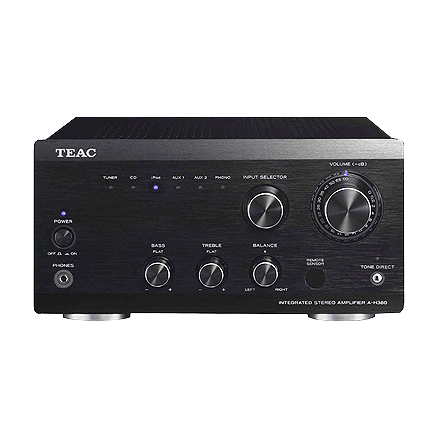 TEAC
VOLUME (−dB)
TUNER CD iPod AUX 1 AUX 2 PHONO INPUT SELECTOR
POWER
OFF ON
BASS TREBLE BALANCE
FLAT FLAT
PHONES
REMOTE
SENSOR
TONE DIRECT
− + − + LEFT RIGHT
INTEGRATED STEREO AMPLIFIER A-H380